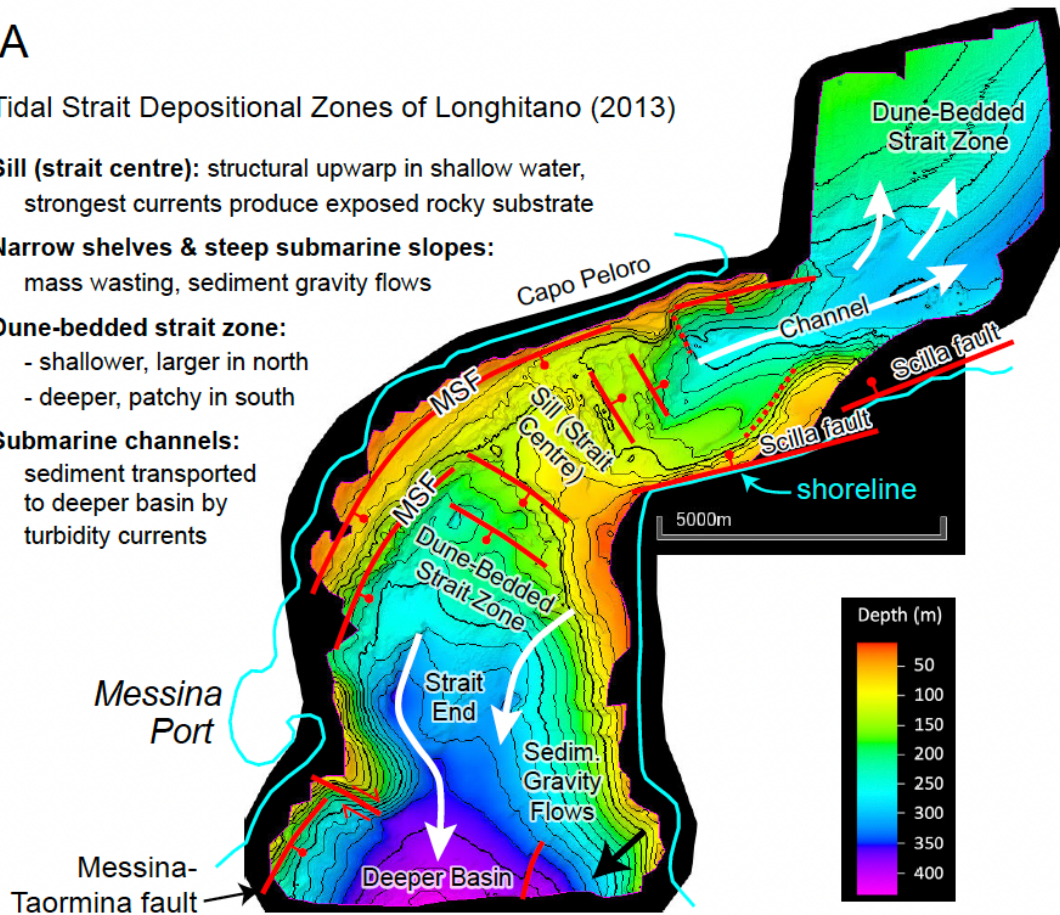 A
Tidal Strait Depositional Zones of Longhitano (2013)
Sill (strait centre): structural upwarp in shallow water,
strongest currents produce exposed rocky substrate
Narrow shelves & steep submarine slopes:
mass wasting, sediment gravity flows
Dune-bedded strait zone:
- shallower, larger in north
- deeper, patchy in south
Submarine channels:
sediment transported
to deeper basin by
turbidity currents
Dune-Bedded
Strait Zone
Capo Peloro
Channel
Scilla fault
MSF
Sill (Strait
Centre)
Scilla fault
shoreline
MSF
5000m
Dune-Bedded
Strait Zone
Depth (m)
50
100
150
200
250
300
350
400
Messina
Port
Strait
End
Sedim.
Gravity
Flows
Deeper Basin
Messina-
Taormina fault